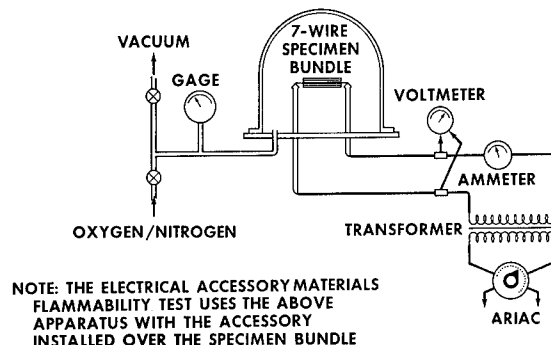 VACUUM
GAGE
7-WIRE
SPECIMEN
BUNDLE
VOLTMETER
AMMETER
OXYGEN/NITROGEN
TRANSFORMER
ARIAC
NOTE: THE ELECTRICAL ACCESSORY MATERIALS
FLAMMABILITY TEST USES THE ABOVE
APPARATUS WITH THE ACCESSORY
INSTALLED OVER THE SPECIMEN BUNDLE